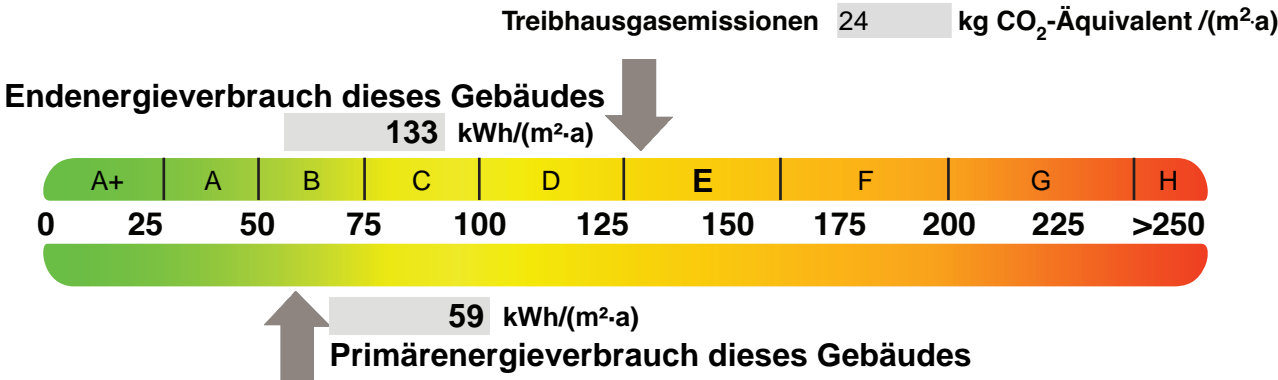 Treibhausgasemissionen 24 kg CO₂-Äquivalent /(m²·a)
Endenergieverbrauch dieses Gebäudes
133 kWh/(m²·a)
A+ A B C D E F G H
0 25 50 75 100 125 150 175 200 225 >250
59 kWh/(m²·a)
Primärenergieverbrauch dieses Gebäudes